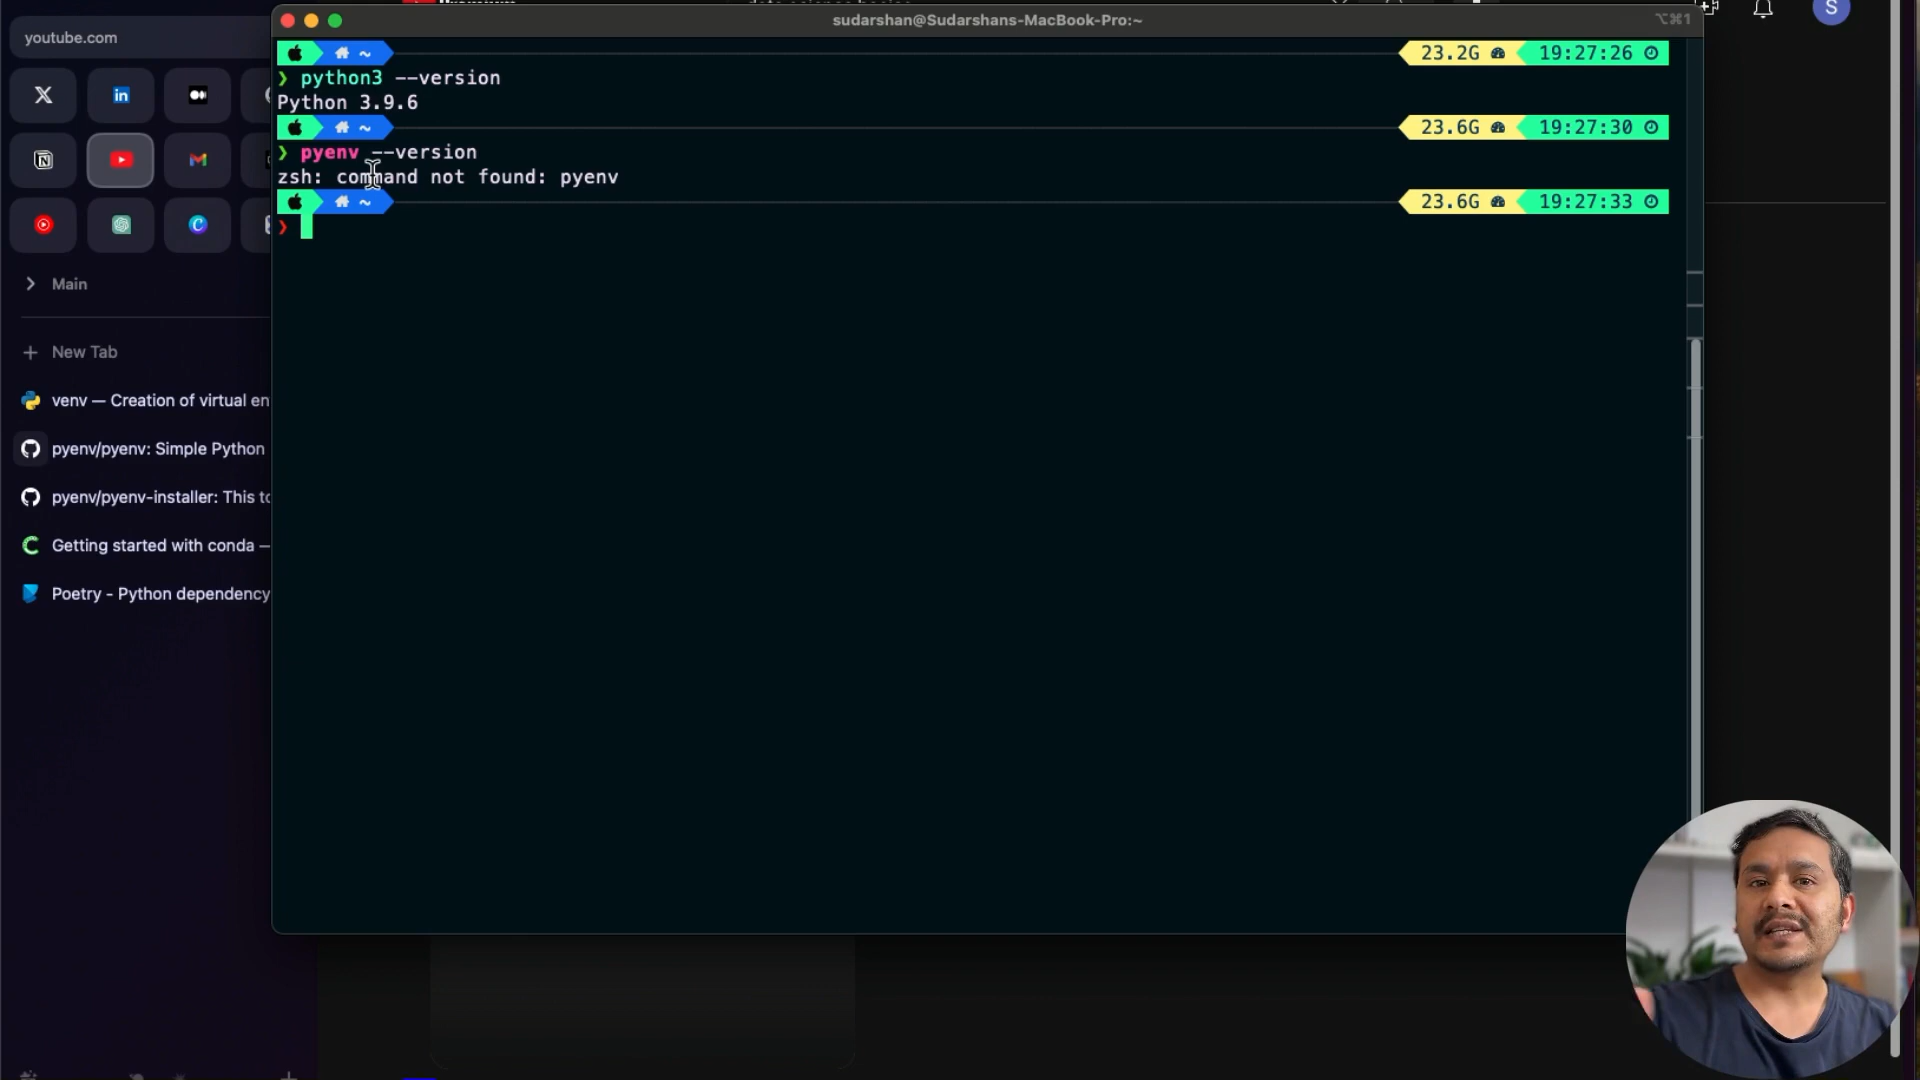 youtube.com
sudarshan@Sudarshans-MacBook-Pro:~
⌥⌘1
S
~
23.2G
19:27:26
❯ python3 --version
Python 3.9.6
~
23.6G
19:27:30
❯ pyenv --version
zsh: command not found: pyenv
~
23.6G
19:27:33
❯
Main
New Tab
venv — Creation of virtual en
pyenv/pyenv: Simple Python
pyenv/pyenv-installer: This to
Getting started with conda —
Poetry - Python dependency